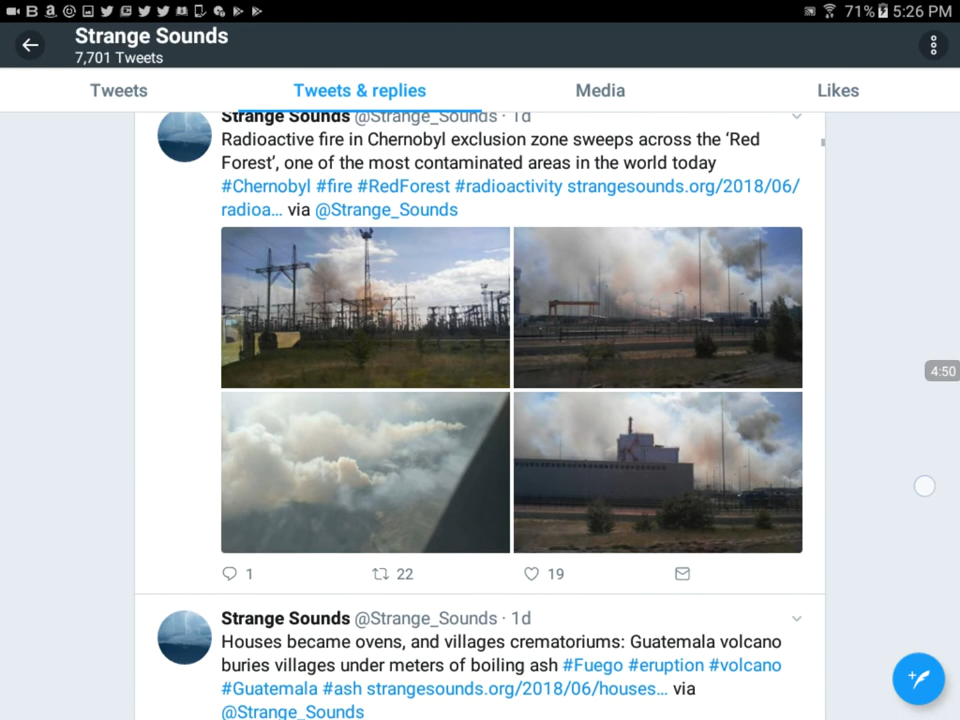 71% 5:26 PM
Strange Sounds
7,701 Tweets
Tweets
Tweets & replies
Media
Likes
Strange Sounds @Strange_Sounds · 1d
Radioactive fire in Chernobyl exclusion zone sweeps across the ‘Red
Forest’, one of the most contaminated areas in the world today
#Chernobyl #fire #RedForest #radioactivity strangesounds.org/2018/06/
radioa… via @Strange_Sounds
4:50
1
22
19
Strange Sounds @Strange_Sounds · 1d
Houses became ovens, and villages crematoriums: Guatemala volcano
buries villages under meters of boiling ash #Fuego #eruption #volcano
#Guatemala #ash strangesounds.org/2018/06/houses… via
@Strange_Sounds